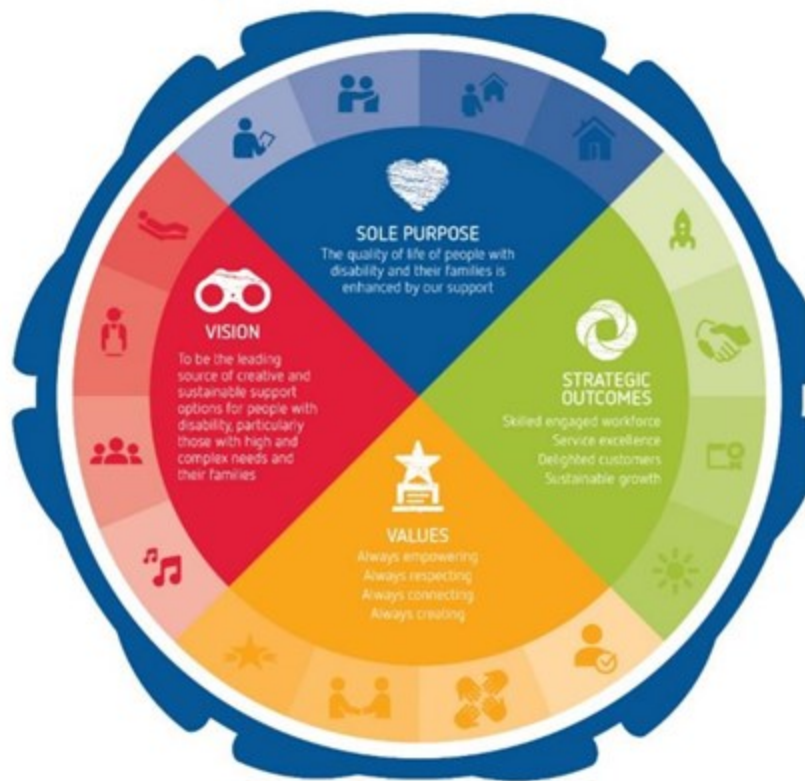 SOLE PURPOSE
The quality of life of people with
disability and their families is
enhanced by our support
VISION
To be the leading
source of creative and
sustainable support
options for people with
disability, particularly
those with high and
complex needs and
their families
STRATEGIC
OUTCOMES
Skilled engaged workforce
Service excellence
Delighted customers
Sustainable growth
VALUES
Always empowering
Always respecting
Always connecting
Always creating